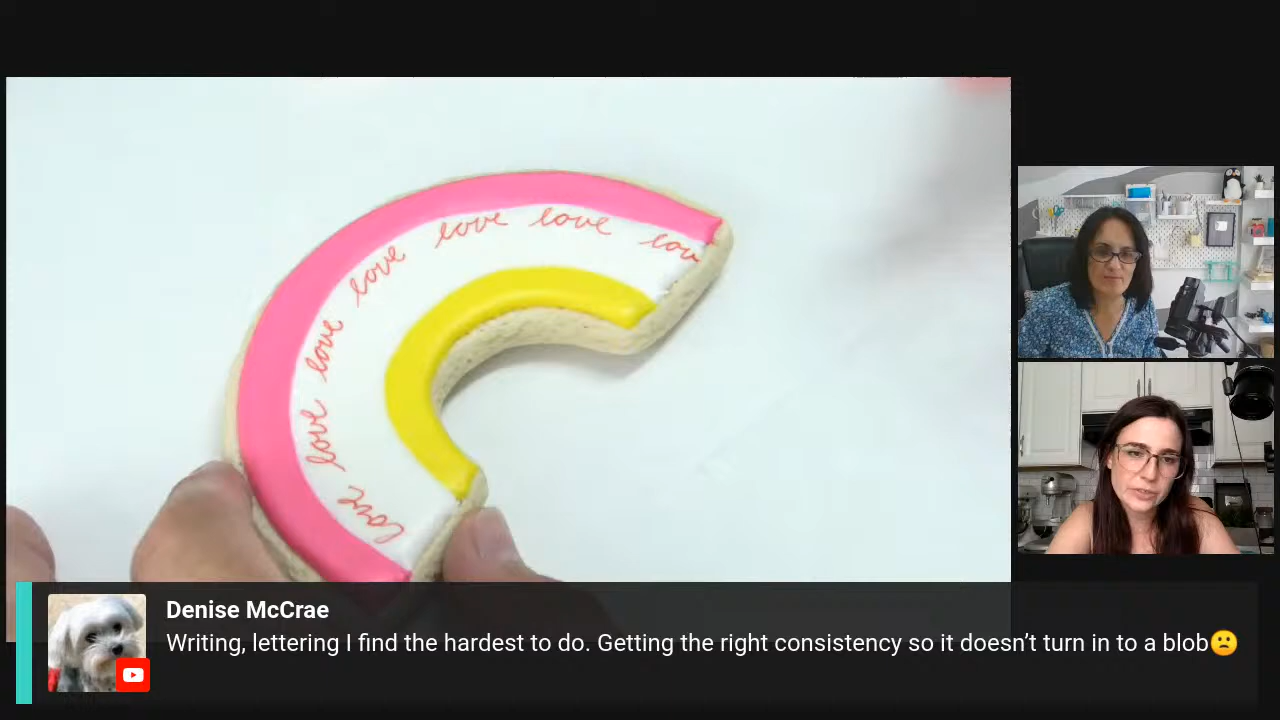 love
love
love
love
love
love
lov
Denise McCrae
Writing, lettering I find the hardest to do. Getting the right consistency so it doesn’t turn in to a blob🙁